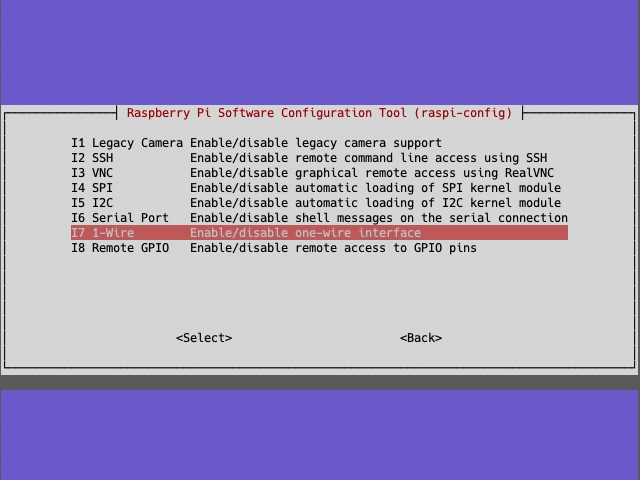 Raspberry Pi Software Configuration Tool (raspi-config)
I1 Legacy Camera Enable/disable legacy camera support
I2 SSH Enable/disable remote command line access using SSH
I3 VNC Enable/disable graphical remote access using RealVNC
I4 SPI Enable/disable automatic loading of SPI kernel module
I5 I2C Enable/disable automatic loading of I2C kernel module
I6 Serial Port Enable/disable shell messages on the serial connection
I7 1-Wire Enable/disable one-wire interface
I8 Remote GPIO Enable/disable remote access to GPIO pins
<Select> <Back>